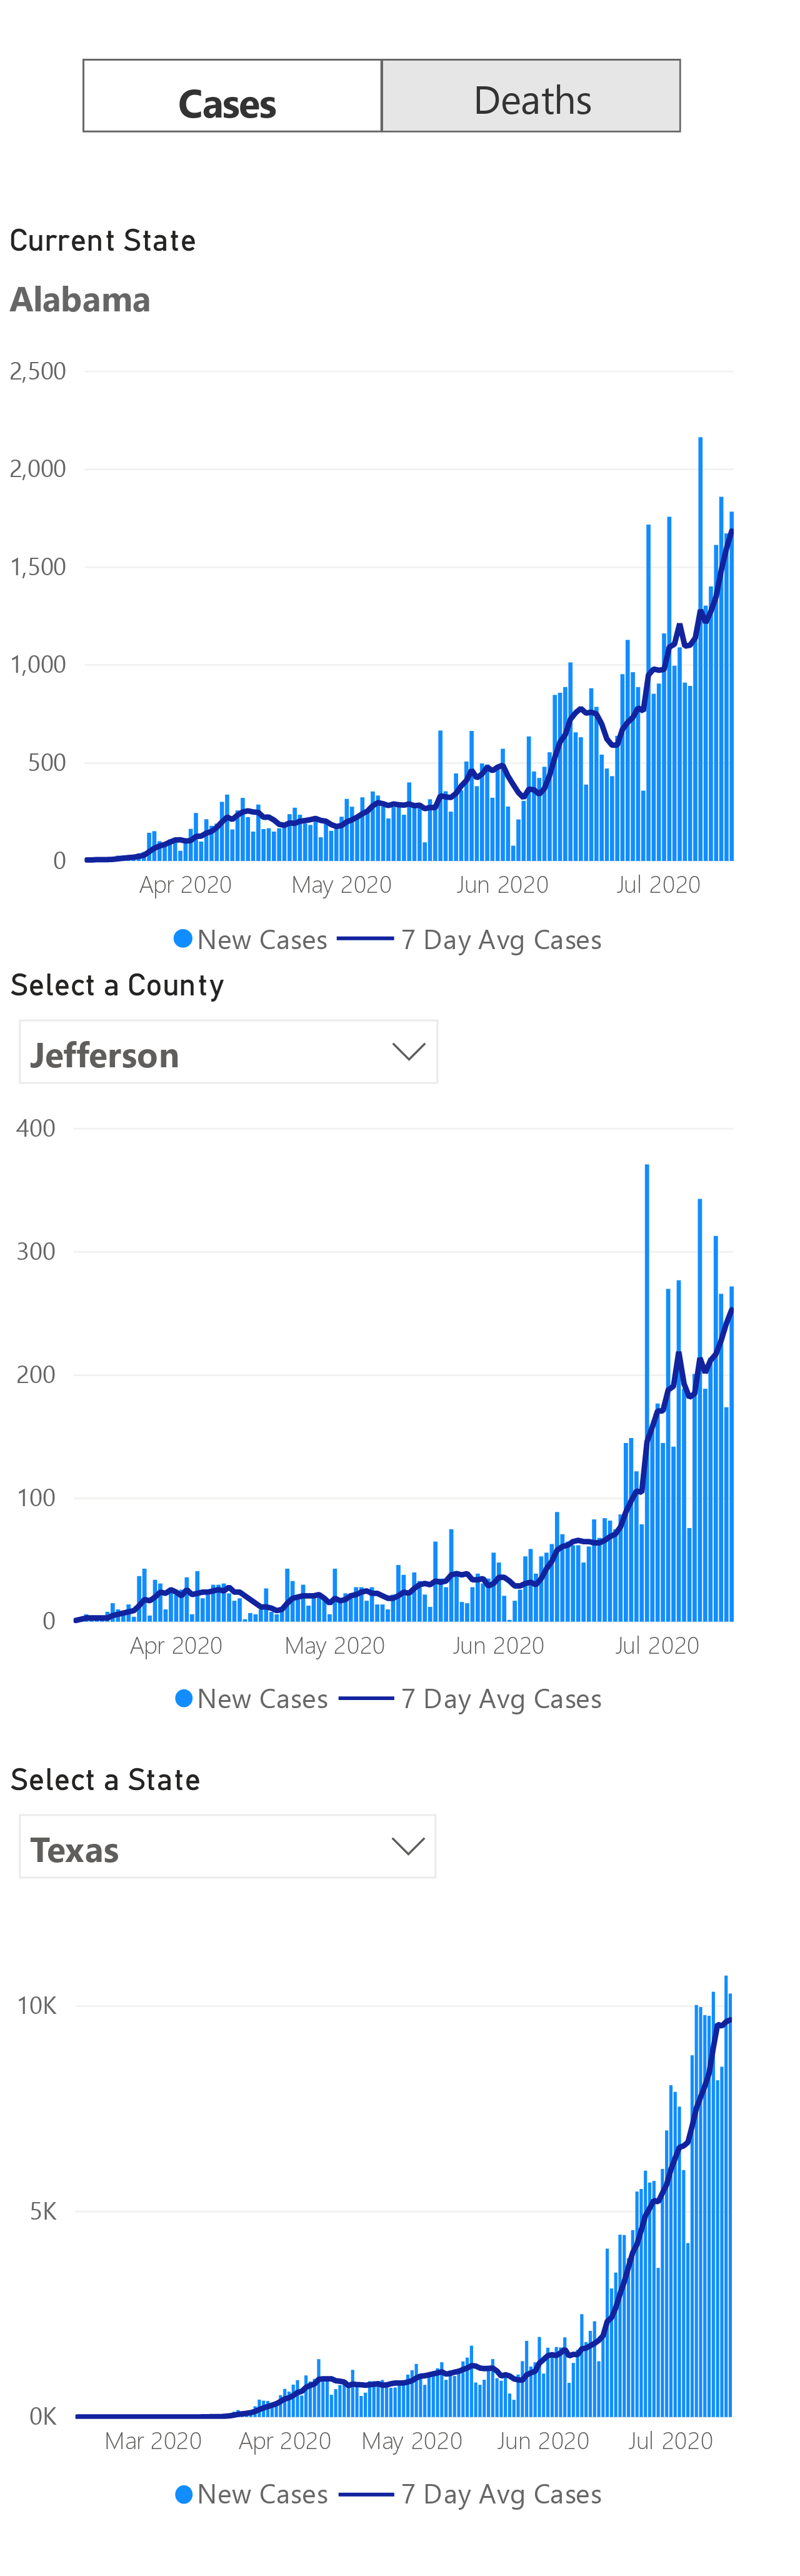 Cases Deaths
Current State
Alabama
2,500
2,000
1,500
1,000
500
0
Apr 2020 May 2020 Jun 2020 Jul 2020
New Cases 7 Day Avg Cases
Select a County
Jefferson
400
300
200
100
0
Apr 2020 May 2020 Jun 2020 Jul 2020
New Cases 7 Day Avg Cases
Select a State
Texas
10K
5K
0K
Mar 2020 Apr 2020 May 2020 Jun 2020 Jul 2020
New Cases 7 Day Avg Cases